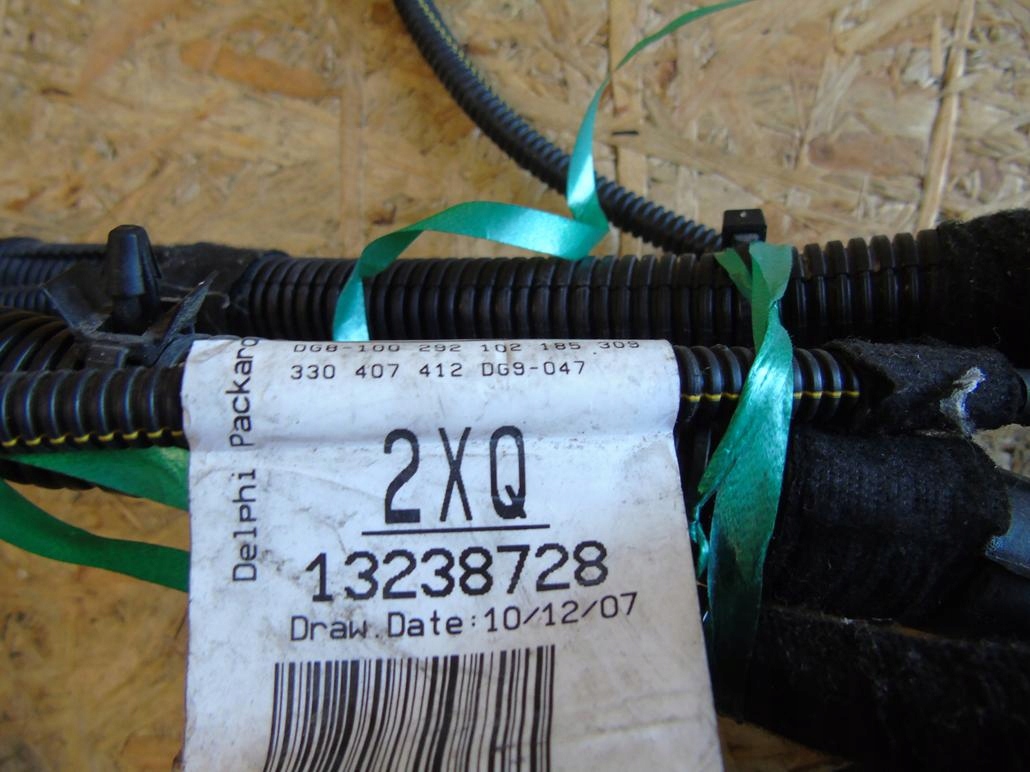 DG8-100 292 102 185 309
330 407 412 DG9-047
Delphi Packard
2XQ
13238728
Draw.Date:10/12/07